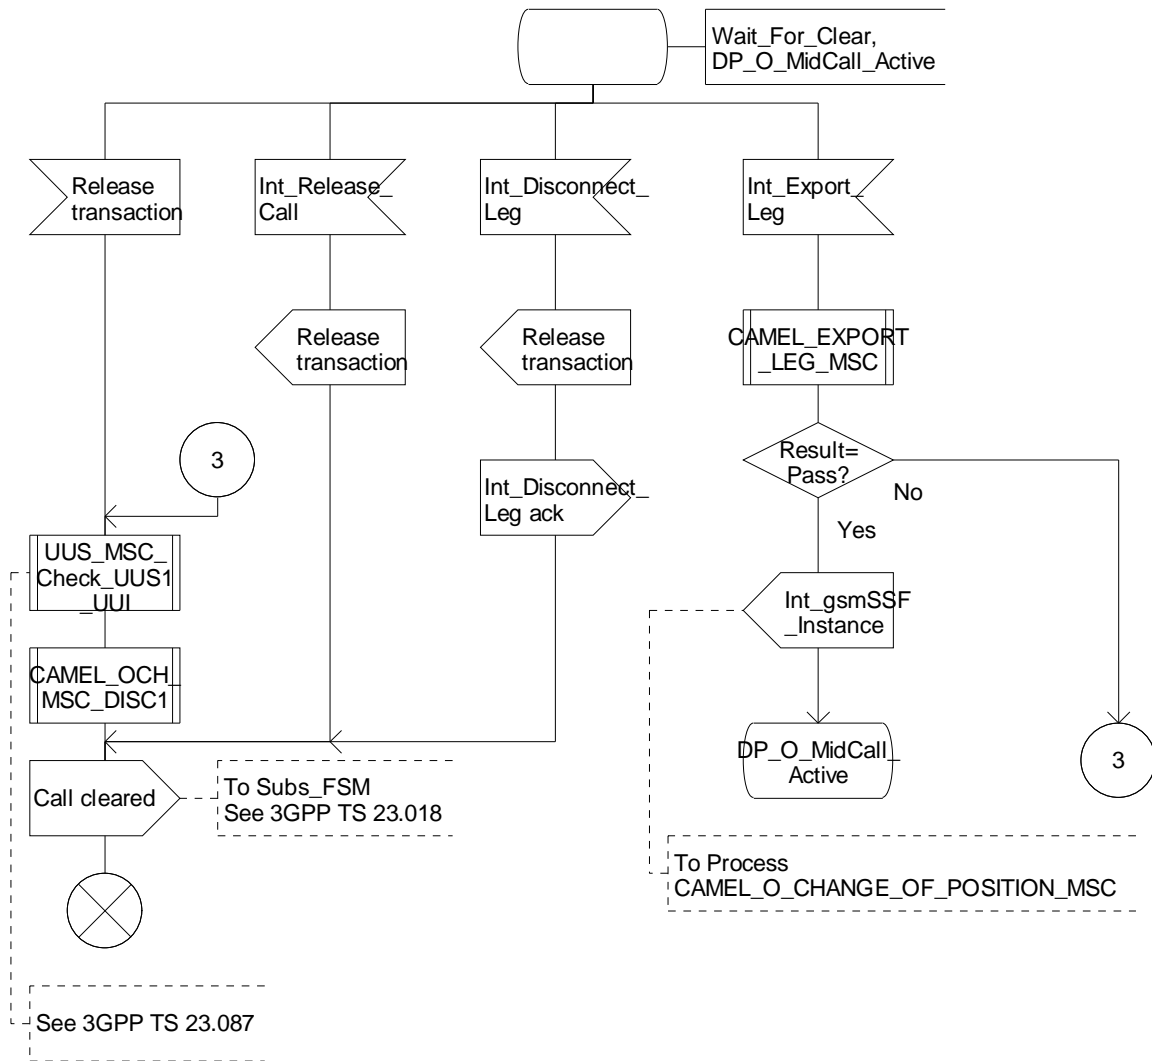 Wait_For_Clear,
DP_O_MidCall_Active
Release
transaction
Int_Release_
Call
Int_Disconnect_
Leg
Int_Export_
Leg
Release
transaction
Release
transaction
CAMEL_EXPORT
_LEG_MSC
3
Int_Disconnect_
Leg ack
Result=
Pass?
No
Yes
UUS_MSC_
Check_UUS1
_UUI
Int_gsmSSF
_Instance
CAMEL_OCH_
MSC_DISC1
DP_O_MidCall_
Active
3
Call cleared
To Subs_FSM
See 3GPP TS 23.018
To Process
CAMEL_O_CHANGE_OF_POSITION_MSC
See 3GPP TS 23.087